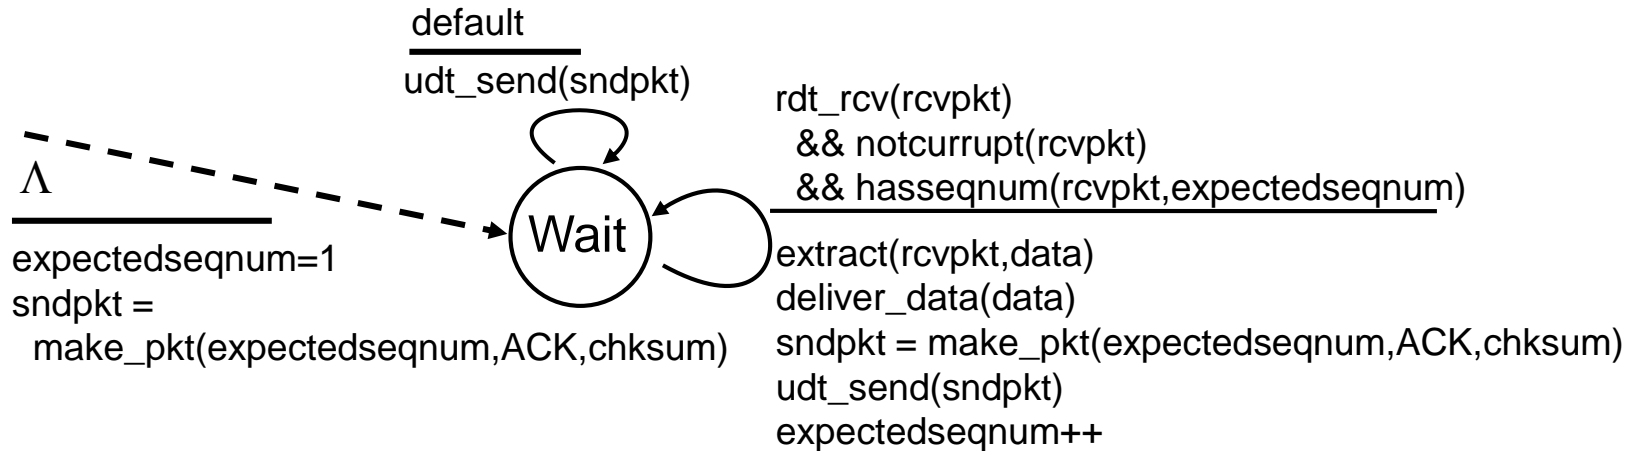 default
udt_send(sndpkt)
rdt_rcv(rcvpkt)
&& notcurrupt(rcvpkt)
&& hasseqnum(rcvpkt,expectedseqnum)
Λ
Wait
expectedseqnum=1
sndpkt =
make_pkt(expectedseqnum,ACK,chksum)
extract(rcvpkt,data)
deliver_data(data)
sndpkt = make_pkt(expectedseqnum,ACK,chksum)
udt_send(sndpkt)
expectedseqnum++